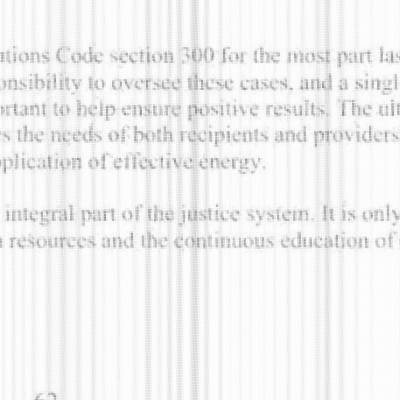 utions Code section 300 for the most part las
onsibility to oversee these cases, and a singl
ortant to help ensure positive results. The ult
s the needs of both recipients and providers
plication of effective energy.
integral part of the justice system. It is only
resources and the continuous education of
62